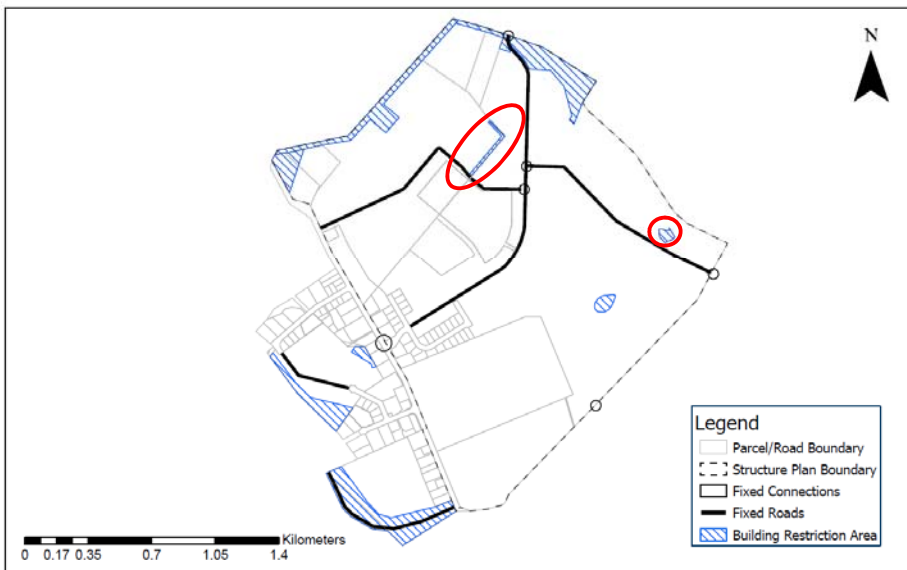 N
Legend
Parcel/Road Boundary
Structure Plan Boundary
Fixed Connections
Fixed Roads
Building Restriction Area
Kilometers
0 0.17 0.35 0.7 1.05 1.4